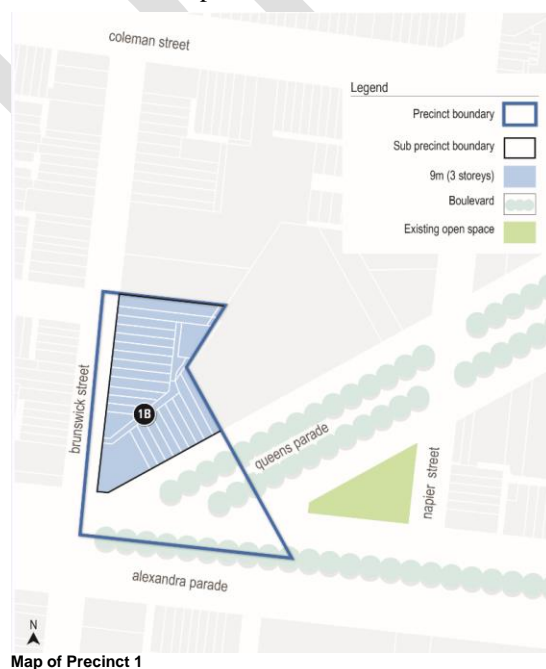 coleman street
Legend
Precinct boundary
Sub precinct boundary
9m (3 storeys)
Boulevard
Existing open space
brunswick street
1B
queens parade
napier street
alexandra parade
N
Map of Precinct 1